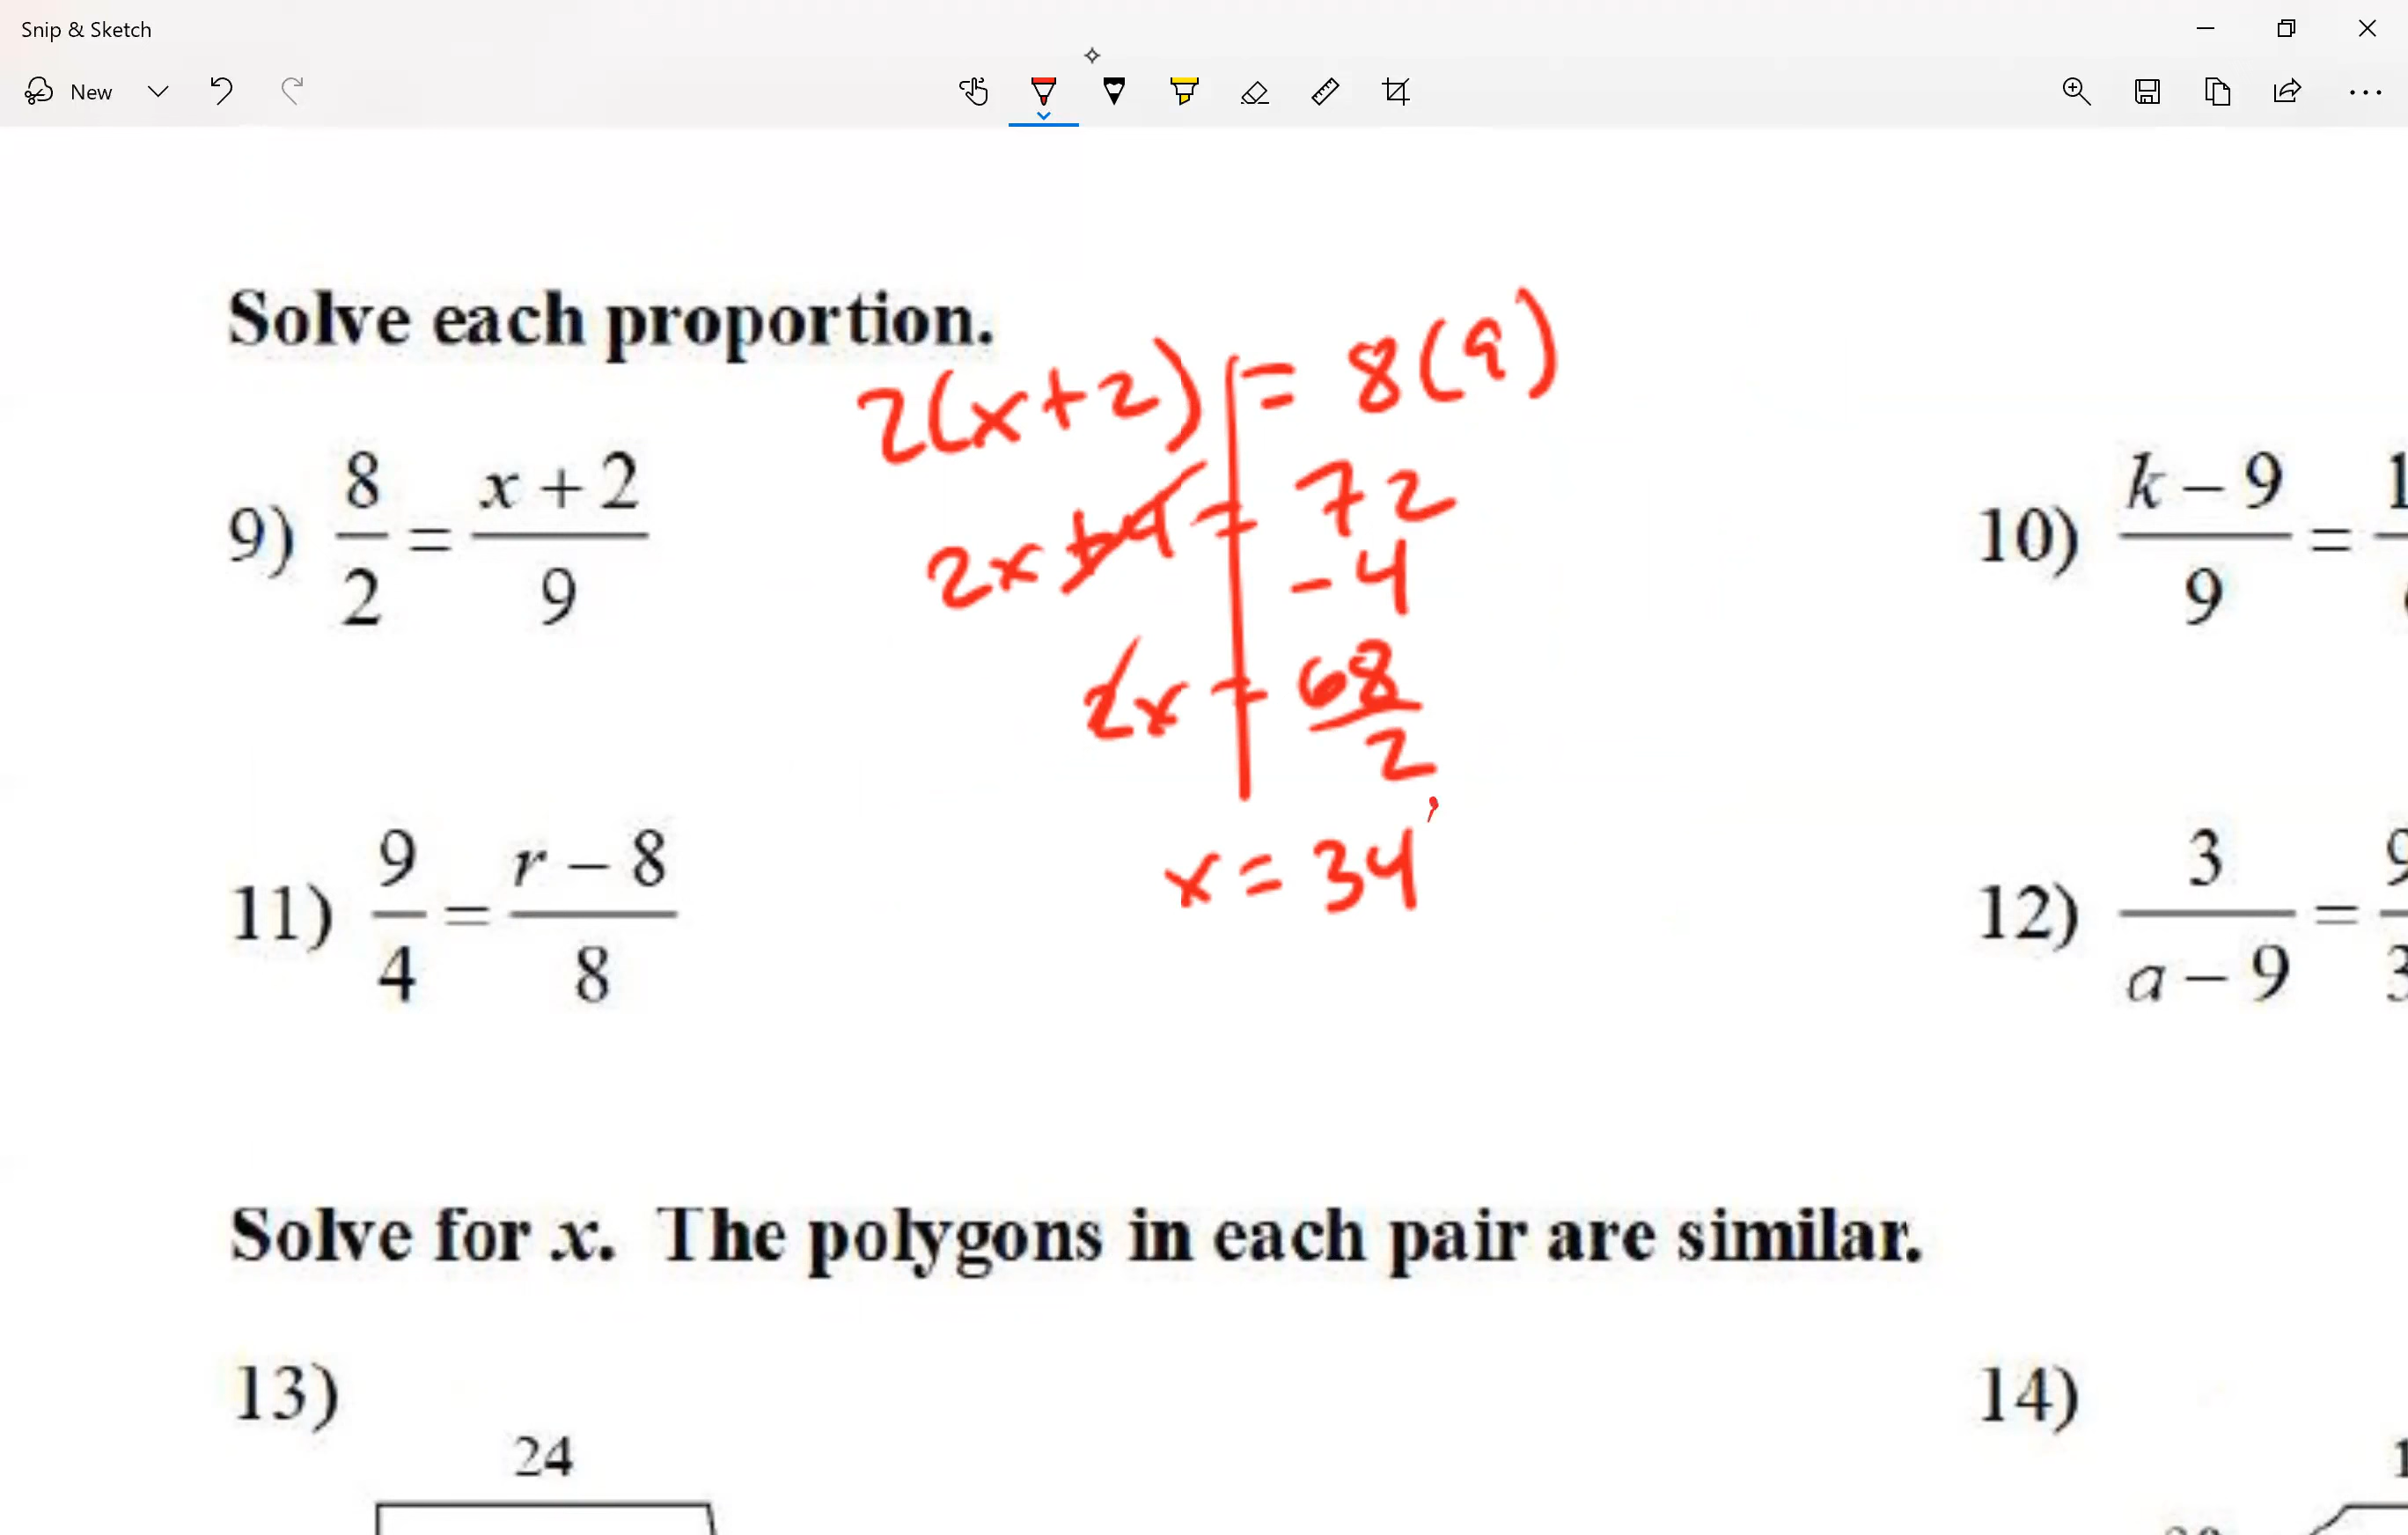 Snip & Sketch
New
Solve each proportion.
2(x+2) = 8(9)
9) 8/2 = x + 2/9
2x+4 = 72
-4
2x = 68/2
x = 34
10) k – 9/9 =
11) 9/4 = r – 8/8
12) 3/a – 9 =
Solve for x. The polygons in each pair are similar.
13)
24
14)